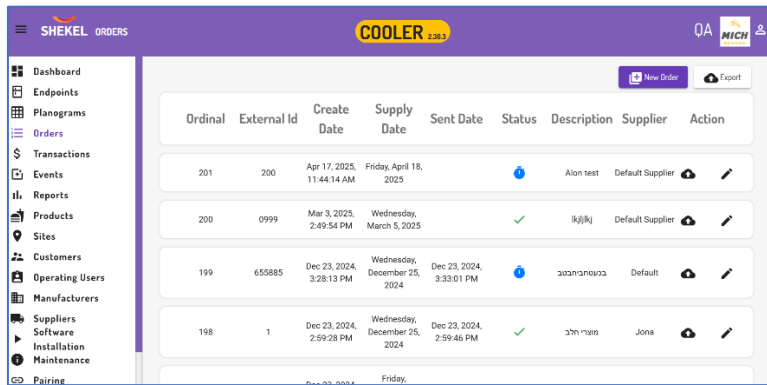 SHEKEL ORDERS
COOLER 2.36.3
QA
MICH
Dashboard
Endpoints
Planograms
Orders
Transactions
Events
Reports
Products
Sites
Customers
Operating Users
Manufacturers
Suppliers
Software
Installation
Maintenance
Pairing
New Order
Export
Ordinal External Id Create Date Supply Date Sent Date Status Description Supplier Action
201 200 Apr 17, 2025, 11:44:14 AM Friday, April 18, 2025 Alon test Default Supplier
200 0999 Mar 3, 2025, 2:49:54 PM Wednesday, March 5, 2025 lkjljlkj Default Supplier
199 655885 Dec 23, 2024, 3:28:13 PM Wednesday, December 25, 2024 Dec 23, 2024, 3:33:01 PM Default
198 1 Dec 23, 2024, 2:59:28 PM Wednesday, December 25, 2024 Dec 23, 2024, 2:59:46 PM מוצרי חלב Jona
Friday,